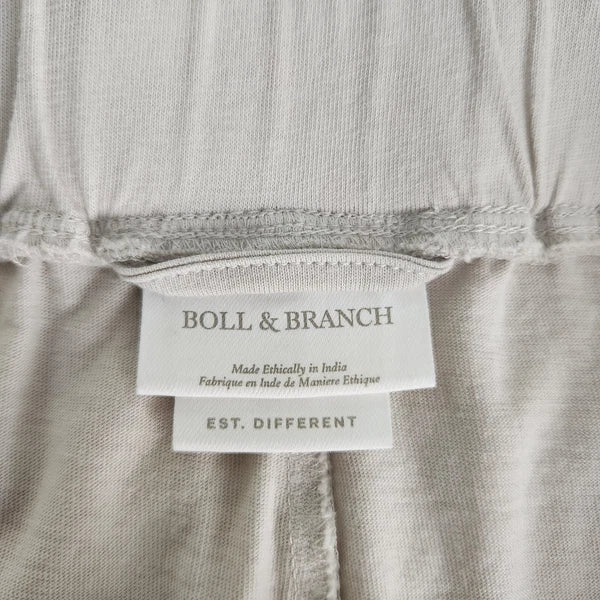 BOLL & BRANCH
Made Ethically in India
Fabrique en Inde de Maniere Ethique
EST. DIFFERENT